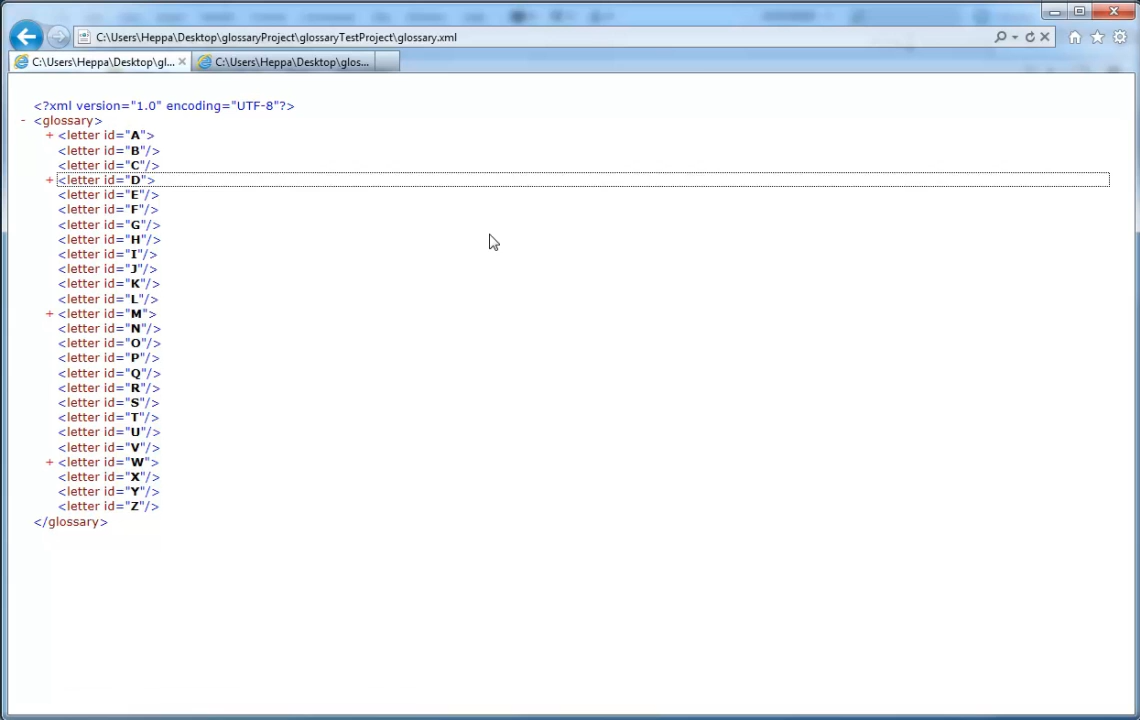 C:\Users\Heppa\Desktop\glossaryProject\glossaryTestProject\glossary.xml
C:\Users\Heppa\Desktop\gl...
C:\Users\Heppa\Desktop\glos...
<?xml version="1.0" encoding="UTF-8"?>
- <glossary>
+ <letter id="A">
<letter id="B"/>
<letter id="C"/>
+ <letter id="D">
<letter id="E"/>
<letter id="F"/>
<letter id="G"/>
<letter id="H"/>
<letter id="I"/>
<letter id="J"/>
<letter id="K"/>
<letter id="L"/>
+ <letter id="M">
<letter id="N"/>
<letter id="O"/>
<letter id="P"/>
<letter id="Q"/>
<letter id="R"/>
<letter id="S"/>
<letter id="T"/>
<letter id="U"/>
<letter id="V"/>
+ <letter id="W">
<letter id="X"/>
<letter id="Y"/>
<letter id="Z"/>
</glossary>